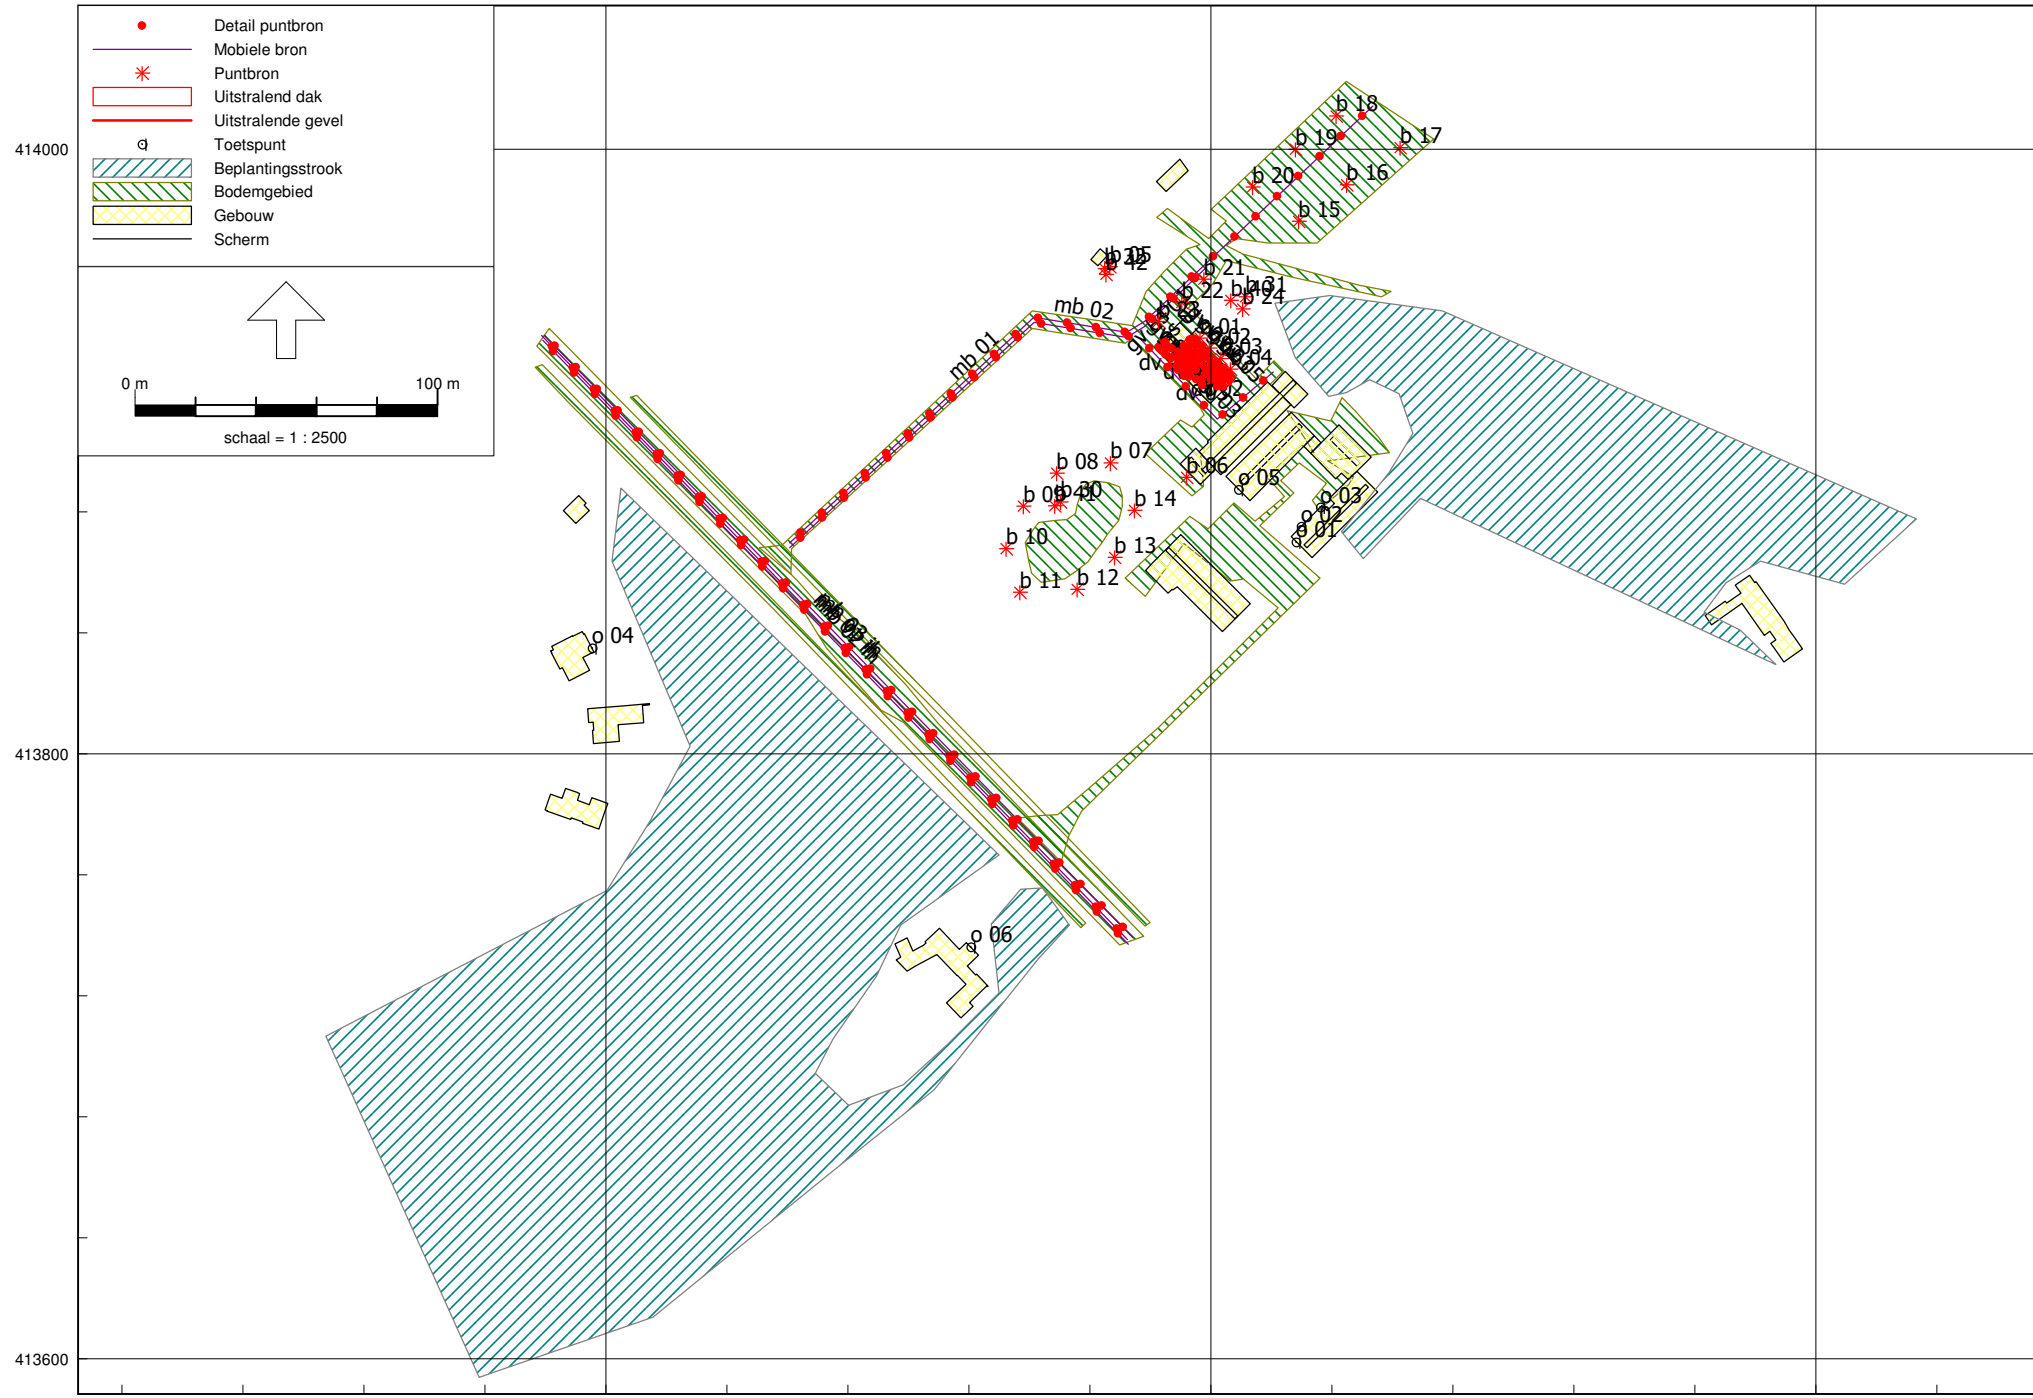 Detail puntbron
Mobiele bron
Puntbron
Uitstralend dak
Uitstralende gevel
Toetspunt
Beplantingsstrook
Bodemgebied
Gebouw
Scherm
0 m
100 m
schaal = 1 : 2500
414000
413800
413600
b 18
b 17
b 19
b 16
b 20
b 15
b 21
b 22
b 24
mb 02
mb 01
b 07
b 08
b 06
b 09
b 14
b 10
b 13
b 11
b 12
o 05
o 03
o 02
o 01
o 04
o 06